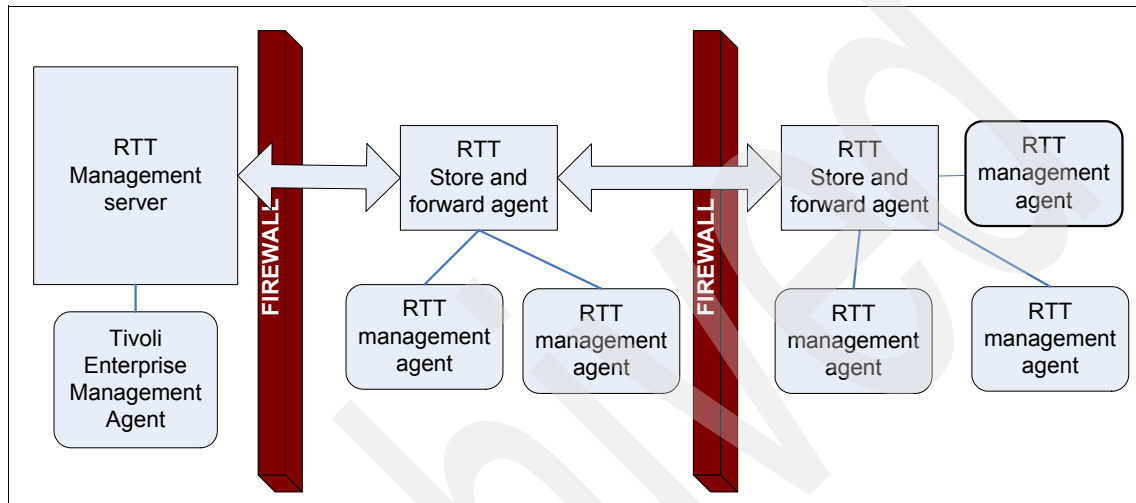 RTT
Management
server
Tivoli
Enterprise
Management
Agent
FIREWALL
RTT
Store and
forward agent
RTT
management
agent
RTT
management
agent
FIREWALL
RTT
Store and
forward agent
RTT
management
agent
RTT
management
agent
RTT
management
agent